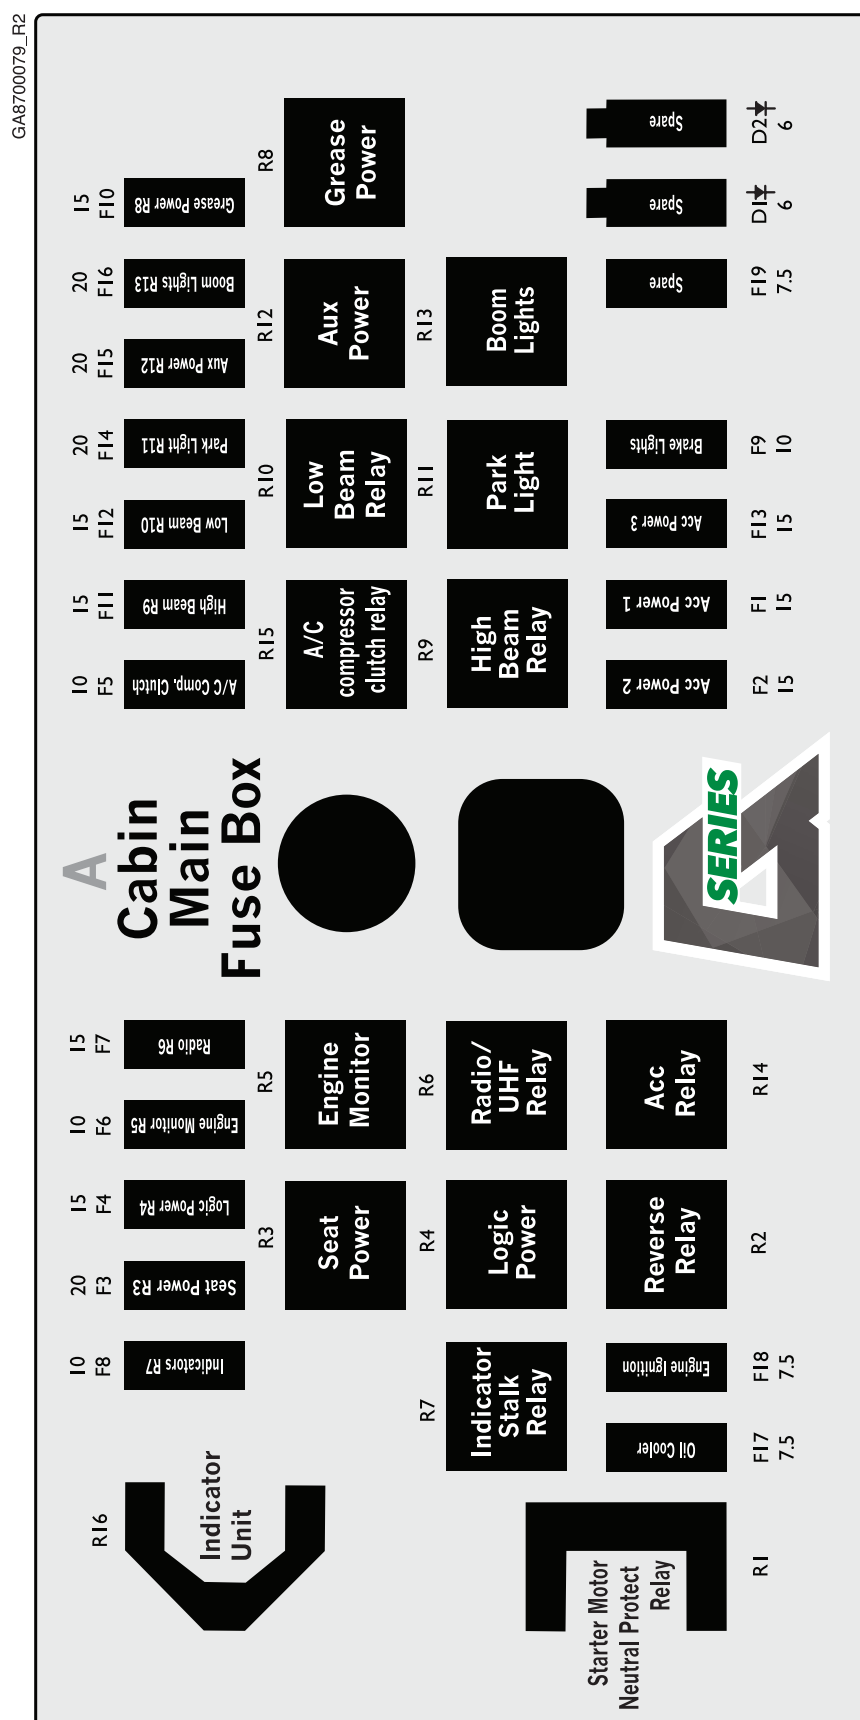 GA8700079_R2
15
F10
Grease Power R8
R8
Grease
Power
Spare
D2
6
Spare
D1
6
20
F16
Boom Lights R13
R12
Aux
Power
R13
Boom
Lights
Spare
F19
7.5
20
F15
Aux Power R12
20
F14
Park Light R11
R10
Low
Beam
Relay
R11
Park
Light
Brake Lights
F9
10
15
F12
Low Beam R10
Acc Power 3
F13
15
15
F11
High Beam R9
R15
A/C
compressor
clutch relay
R9
High
Beam
Relay
Acc Power 1
F1
15
10
F5
A/C Comp. Clutch
Acc Power 2
F2
15
A
Cabin
Main
Fuse Box
SERIES
15
F7
Radio R6
R5
Engine
Monitor
R6
Radio/
UHF
Relay
Acc
Relay
R14
10
F6
Engine Monitor R5
15
F4
Logic Power R4
R3
Seat
Power
R4
Logic
Power
Reverse
Relay
R2
20
F3
Seat Power R3
10
F8
Indicators R7
R7
Indicator
Stalk
Relay
Engine Ignition
F18
7.5
Oil Cooler
F17
7.5
R16
Indicator
Unit
Starter Motor
Neutral Protect
Relay
R1